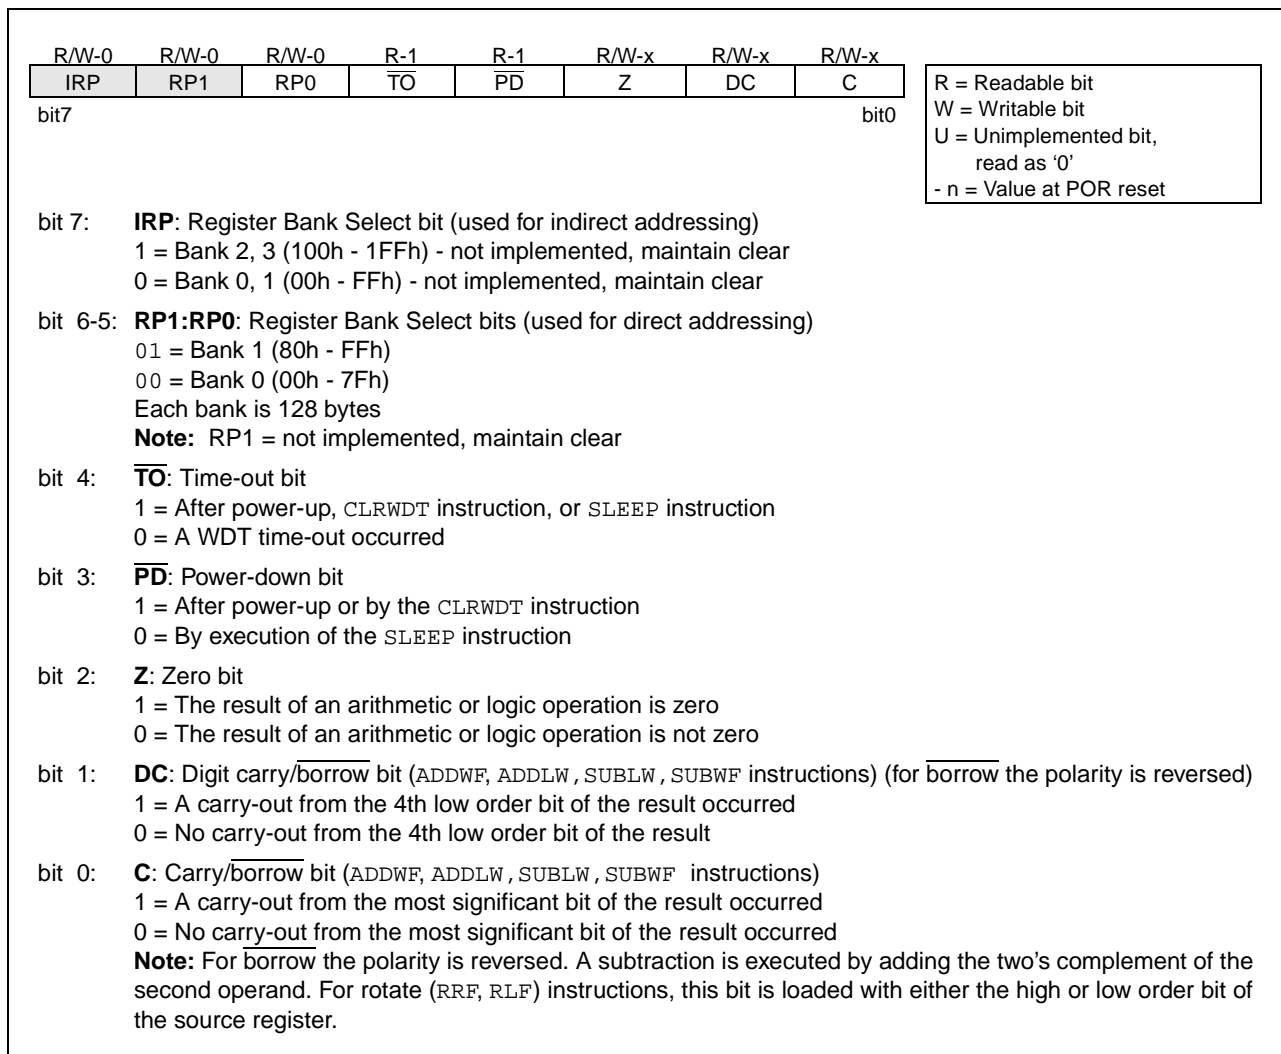 R/W-0 R/W-0 R/W-0 R-1 R-1 R/W-x R/W-x R/W-x
IRP RP1 RP0 T̅O̅ P̅D̅ Z DC C
bit7 bit0
R = Readable bit
W = Writable bit
U = Unimplemented bit,
read as ‘0’
- n = Value at POR reset
bit 7: IRP: Register Bank Select bit (used for indirect addressing)
1 = Bank 2, 3 (100h - 1FFh) - not implemented, maintain clear
0 = Bank 0, 1 (00h - FFh) - not implemented, maintain clear
bit 6-5: RP1:RP0: Register Bank Select bits (used for direct addressing)
01 = Bank 1 (80h - FFh)
00 = Bank 0 (00h - 7Fh)
Each bank is 128 bytes
Note: RP1 = not implemented, maintain clear
bit 4: T̅O̅: Time-out bit
1 = After power-up, CLRWDT instruction, or SLEEP instruction
0 = A WDT time-out occurred
bit 3: P̅D̅: Power-down bit
1 = After power-up or by the CLRWDT instruction
0 = By execution of the SLEEP instruction
bit 2: Z: Zero bit
1 = The result of an arithmetic or logic operation is zero
0 = The result of an arithmetic or logic operation is not zero
bit 1: DC: Digit carry/b̅o̅r̅r̅o̅w̅ bit (ADDWF, ADDLW,SUBLW,SUBWF instructions) (for b̅o̅r̅r̅o̅w̅ the polarity is reversed)
1 = A carry-out from the 4th low order bit of the result occurred
0 = No carry-out from the 4th low order bit of the result
bit 0: C: Carry/b̅o̅r̅r̅o̅w̅ bit (ADDWF, ADDLW,SUBLW,SUBWF instructions)
1 = A carry-out from the most significant bit of the result occurred
0 = No carry-out from the most significant bit of the result occurred
Note: For b̅o̅r̅r̅o̅w̅ the polarity is reversed. A subtraction is executed by adding the two’s complement of the
second operand. For rotate (RRF, RLF) instructions, this bit is loaded with either the high or low order bit of
the source register.